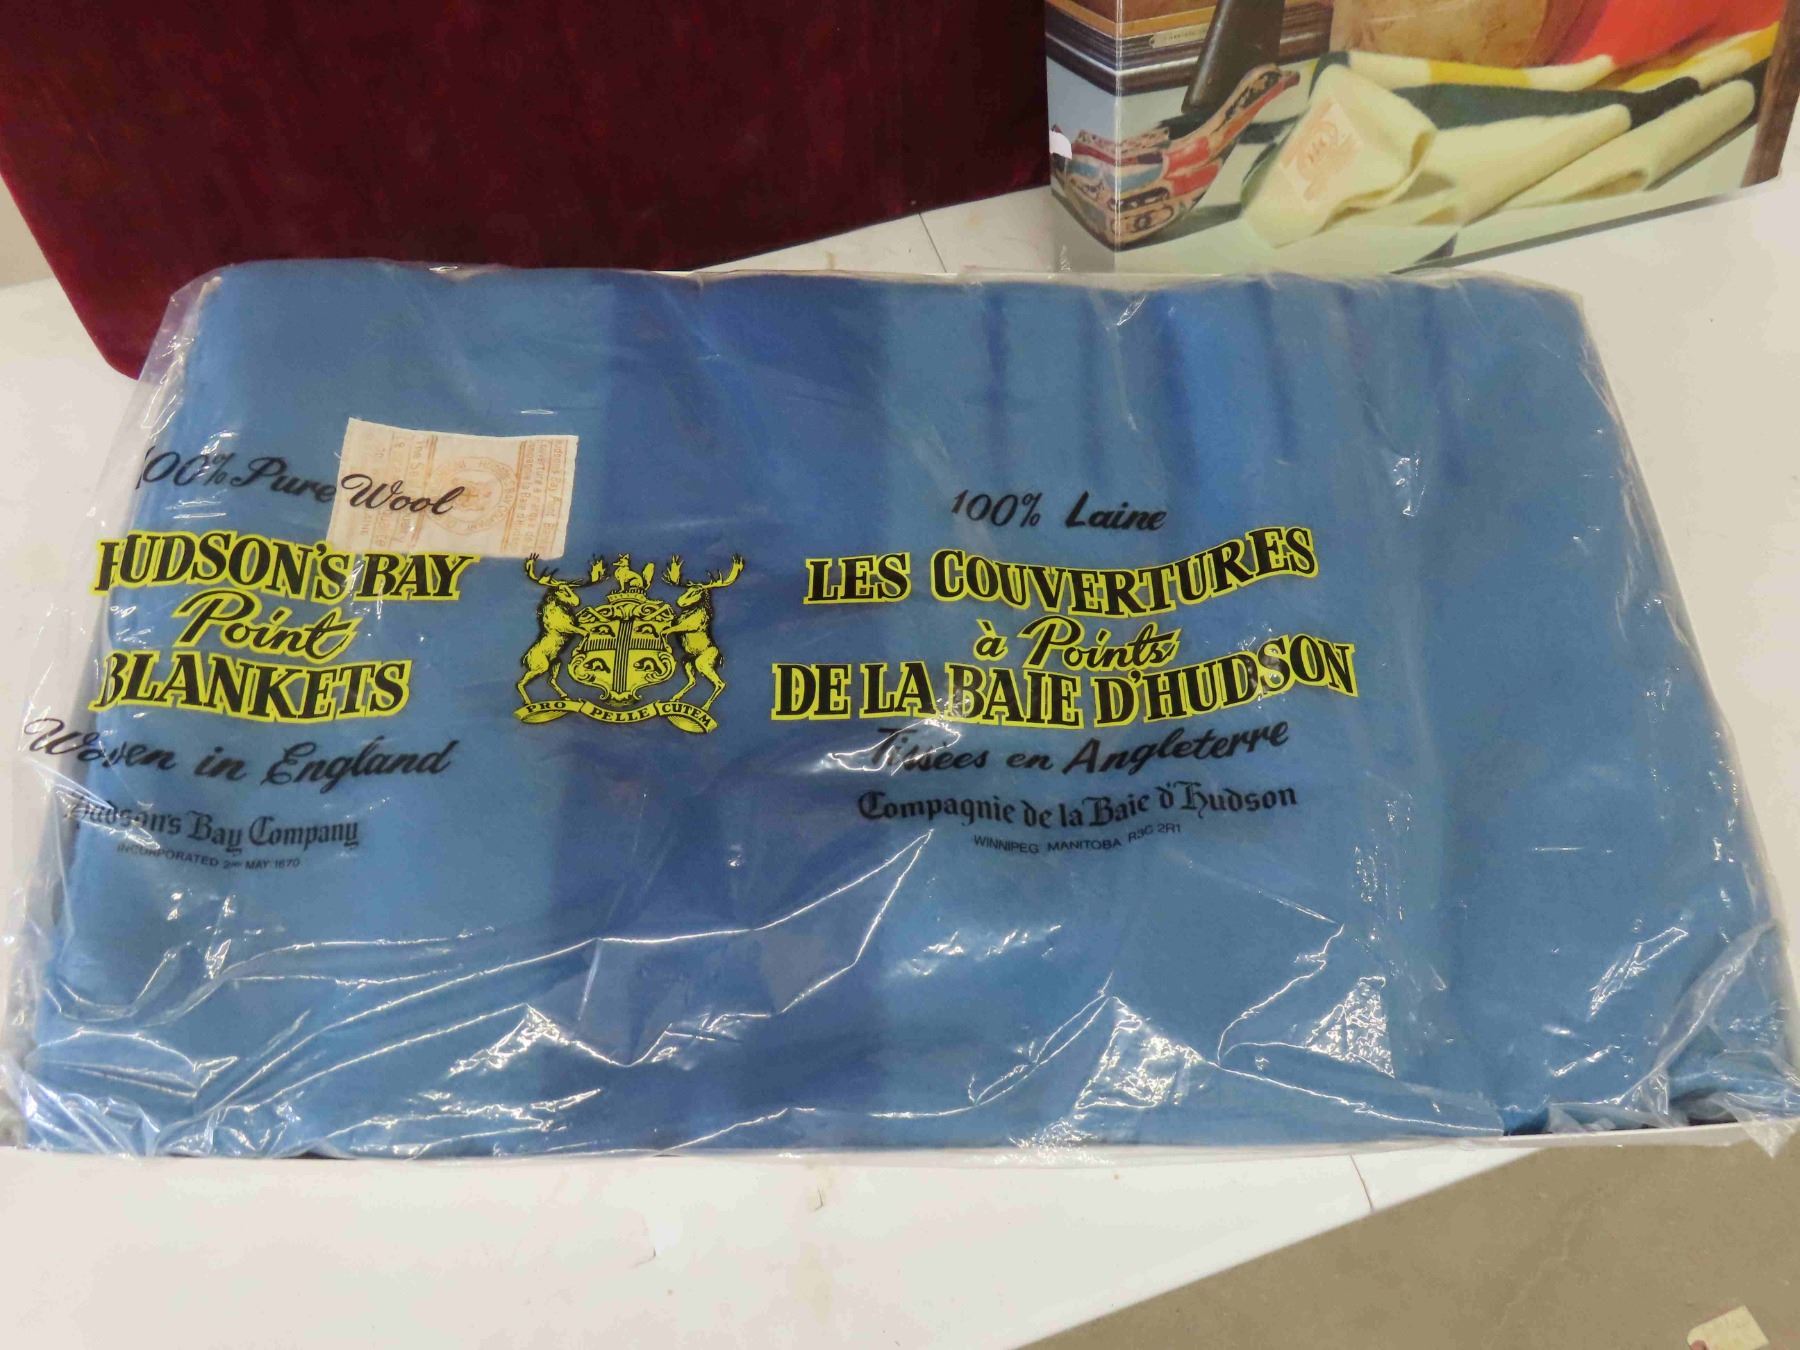 100% Pure Wool
HUDSON'S BAY
Point
BLANKETS
Woven in England
Hudson's Bay Company
INCORPORATED 2ND MAY 1670
PRO PELLE CUTEM
100% Laine
LES COUVERTURES
à Points
DE LA BAIE D'HUDSON
Tissées en Angleterre
Compagnie de la Baie d'Hudson
WINNIPEG MANITOBA R3C 2R1